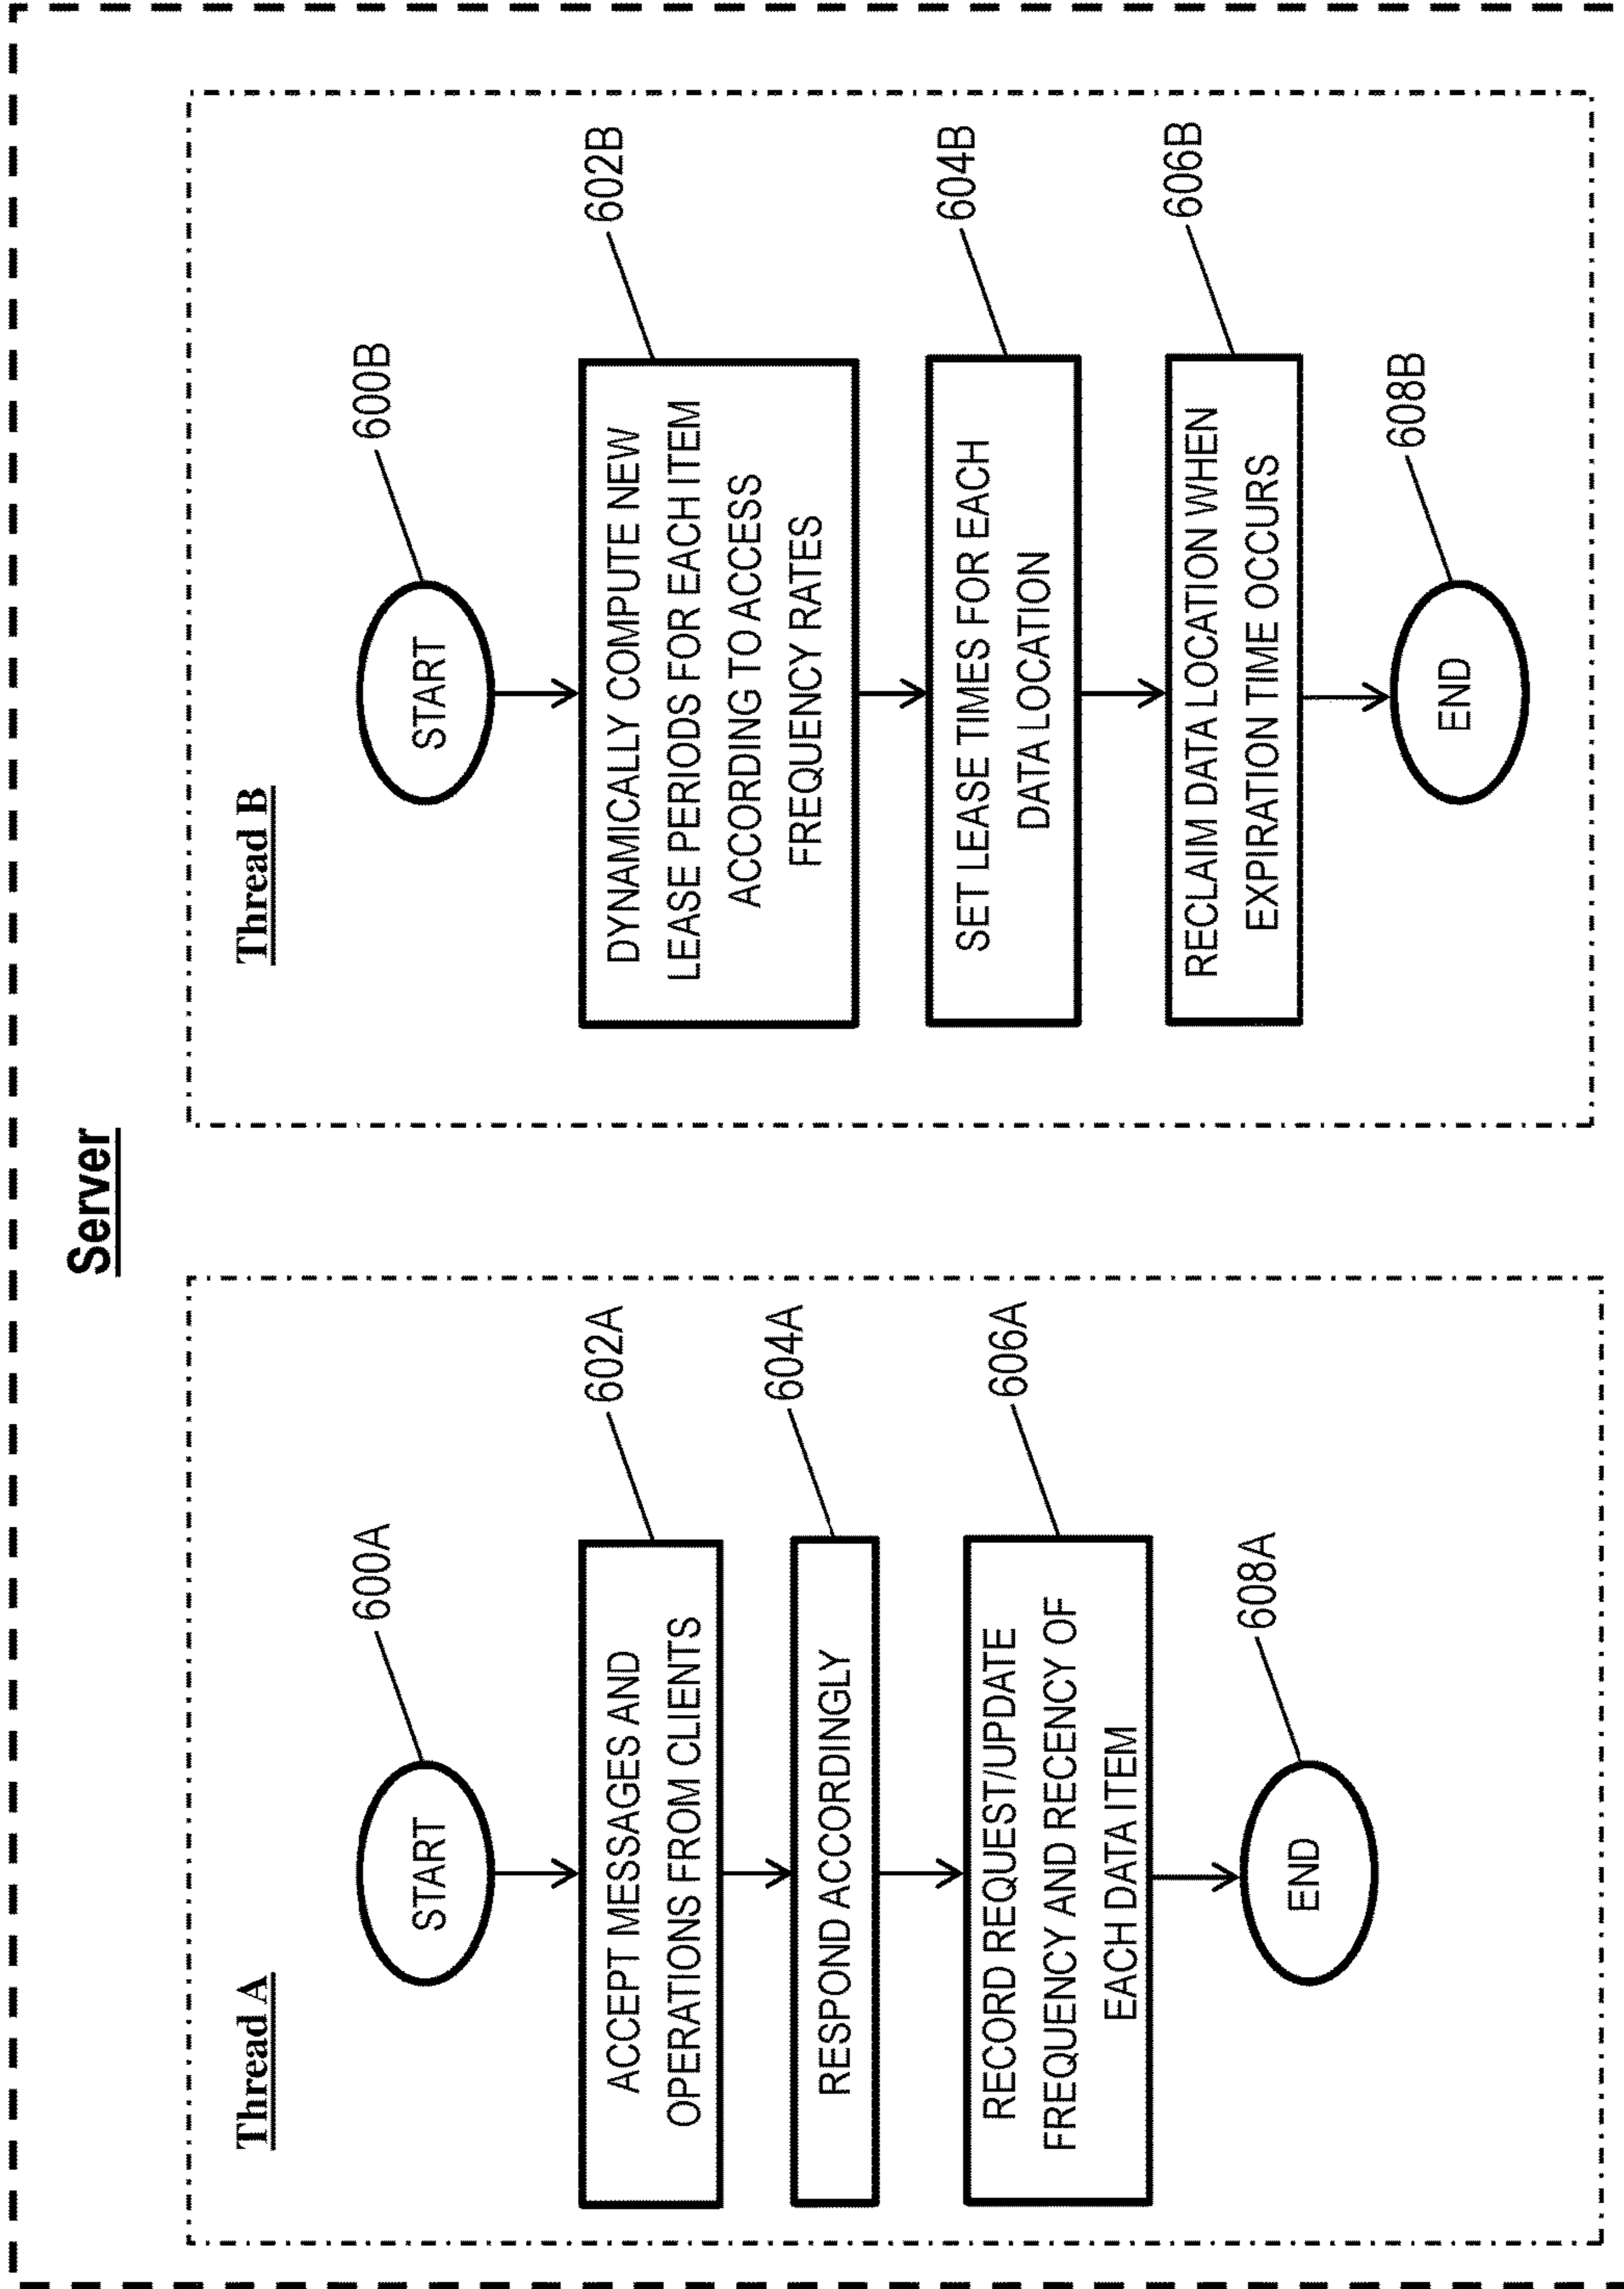 Server
Thread A
600A
START
602A
ACCEPT MESSAGES AND
OPERATIONS FROM CLIENTS
604A
RESPOND ACCORDINGLY
606A
RECORD REQUEST/UPDATE
FREQUENCY AND RECENCY OF
EACH DATA ITEM
608A
END
Thread B
600B
START
602B
DYNAMICALLY COMPUTE NEW
LEASE PERIODS FOR EACH ITEM
ACCORDING TO ACCESS
FREQUENCY RATES
604B
SET LEASE TIMES FOR EACH
DATA LOCATION
606B
RECLAIM DATA LOCATION WHEN
EXPIRATION TIME OCCURS
608B
END